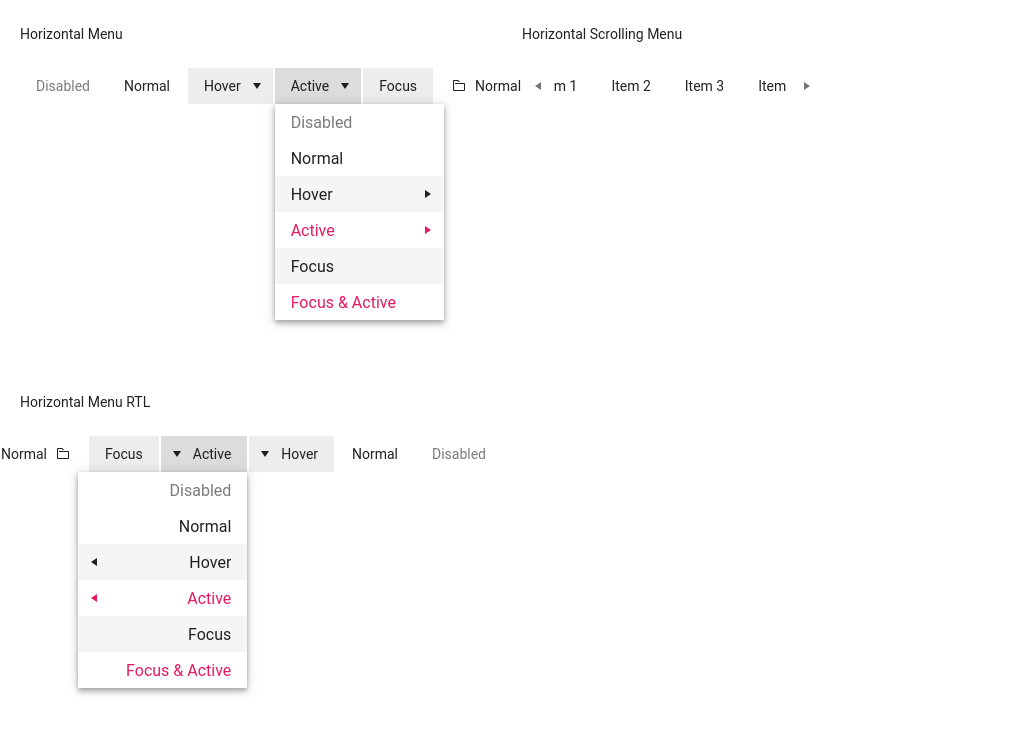 Horizontal Menu
Horizontal Scrolling Menu
Disabled Normal Hover Active Focus Normal
m 1 Item 2 Item 3 Item
Disabled
Normal
Hover
Active
Focus
Focus & Active
Horizontal Menu RTL
Normal Focus Active Hover Normal Disabled
Disabled
Normal
Hover
Active
Focus
Focus & Active